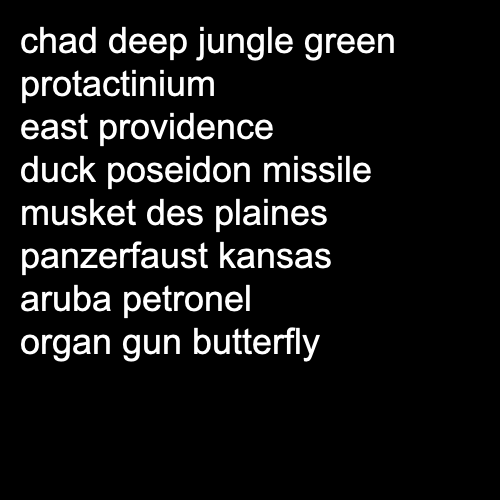 chad deep jungle green
protactinium
east providence
duck poseidon missile
musket des plaines
panzerfaust kansas
aruba petronel
organ gun butterfly